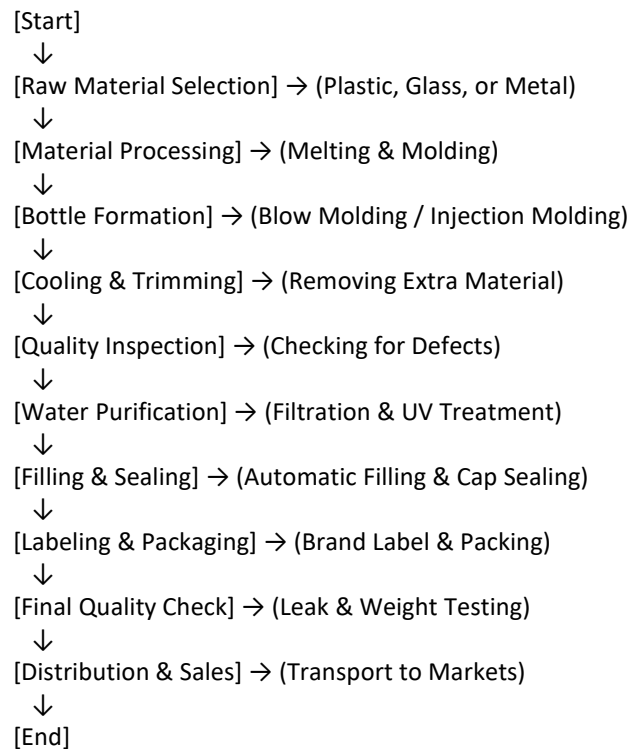 [Start]
↓
[Raw Material Selection] → (Plastic, Glass, or Metal)
↓
[Material Processing] → (Melting & Molding)
↓
[Bottle Formation] → (Blow Molding / Injection Molding)
↓
[Cooling & Trimming] → (Removing Extra Material)
↓
[Quality Inspection] → (Checking for Defects)
↓
[Water Purification] → (Filtration & UV Treatment)
↓
[Filling & Sealing] → (Automatic Filling & Cap Sealing)
↓
[Labeling & Packaging] → (Brand Label & Packing)
↓
[Final Quality Check] → (Leak & Weight Testing)
↓
[Distribution & Sales] → (Transport to Markets)
↓
[End]